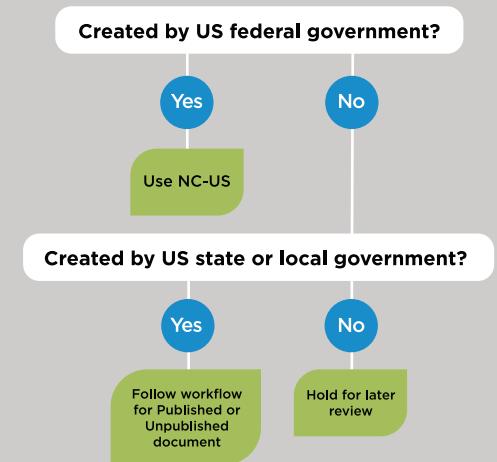 Created by US federal government?
Yes
No
Use NC-US
Created by US state or local government?
Yes
No
Follow workflow
for Published or
Unpublished
document
Hold for later
review